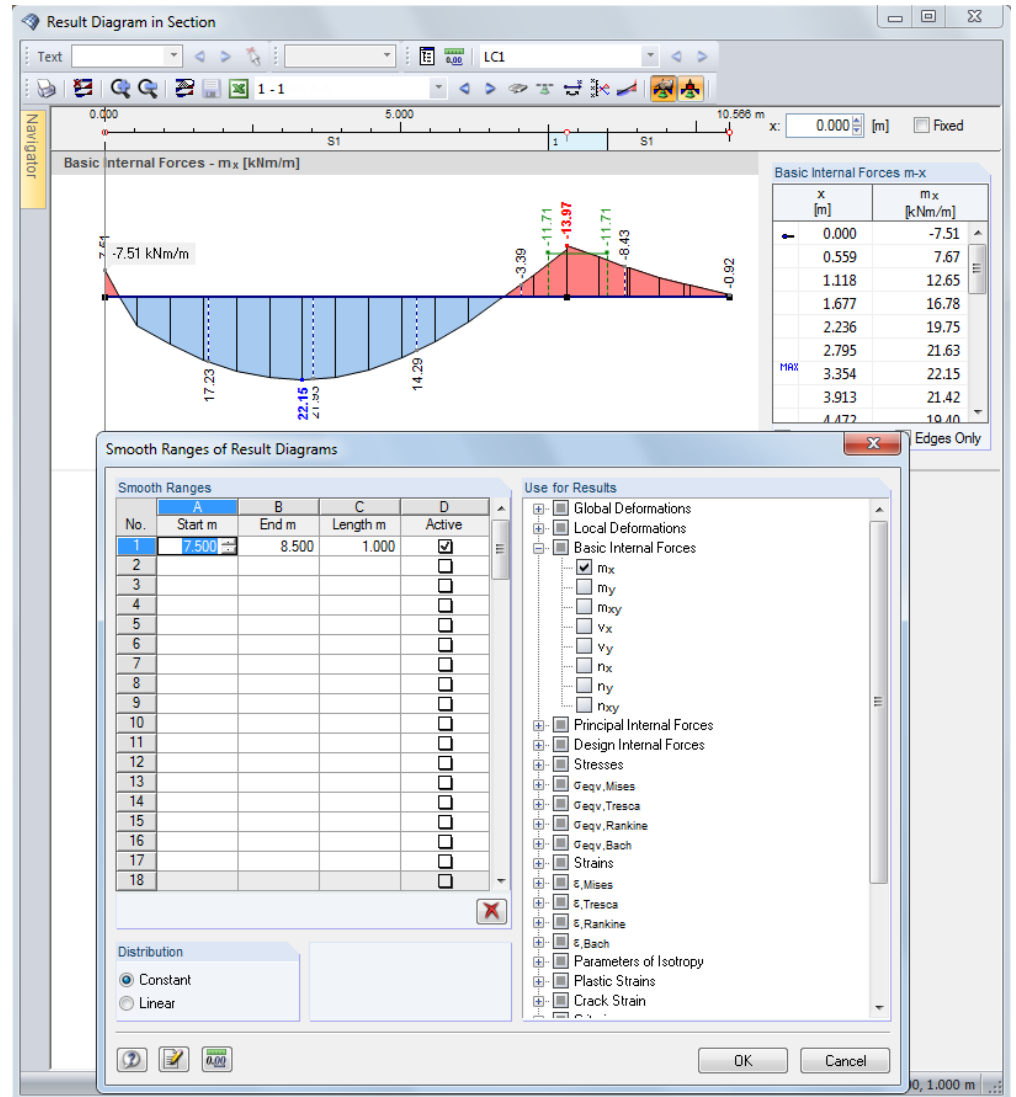 Result Diagram in Section
Text
LC1
1 - 1
Navigator
0.000 5.000 10.566 m
S1 1 S1
x: 0.000 [m] Fixed
Basic Internal Forces - mx [kNm/m]
Basic Internal Forces m-x
x mx
[m] [kNm/m]
0.000 -7.51
0.559 7.67
1.118 12.65
1.677 16.78
2.236 19.75
2.795 21.63
MAX 3.354 22.15
3.913 21.42
4.472 19.40
Edges Only
-7.51 kNm/m
-3.39
-11.71
-13.97
-11.71
-8.43
-0.92
17.23
22.15
21.93
14.29
Smooth Ranges of Result Diagrams
Smooth Ranges
A B C D
No. Start m End m Length m Active
1 7.500 8.500 1.000
2
3
4
5
6
7
8
9
10
11
12
13
14
15
16
17
18
Distribution
Constant
Linear
Use for Results
Global Deformations
Local Deformations
Basic Internal Forces
mx
my
mxy
vx
vy
nx
ny
nxy
Principal Internal Forces
Design Internal Forces
Stresses
σeqv,Mises
σeqv,Tresca
σeqv,Rankine
σeqv,Bach
Strains
ε,Mises
ε,Tresca
ε,Rankine
ε,Bach
Parameters of Isotropy
Plastic Strains
Crack Strain
0.00
OK Cancel
1.000 m